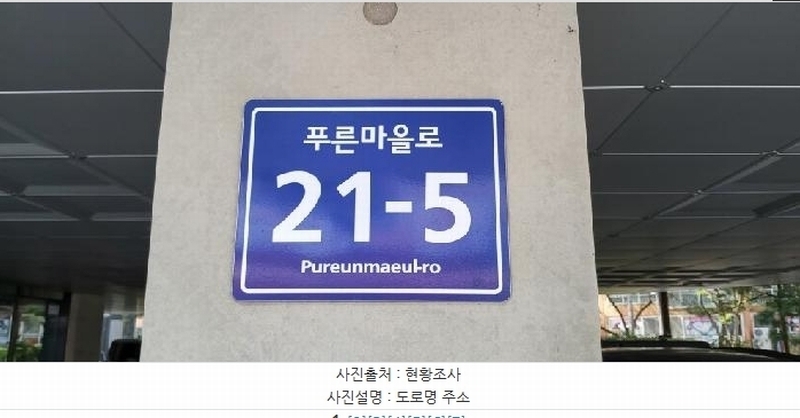 푸른마을로
21-5
Pureunmaeul-ro
사진출처 : 현황조사
사진설명 : 도로명 주소